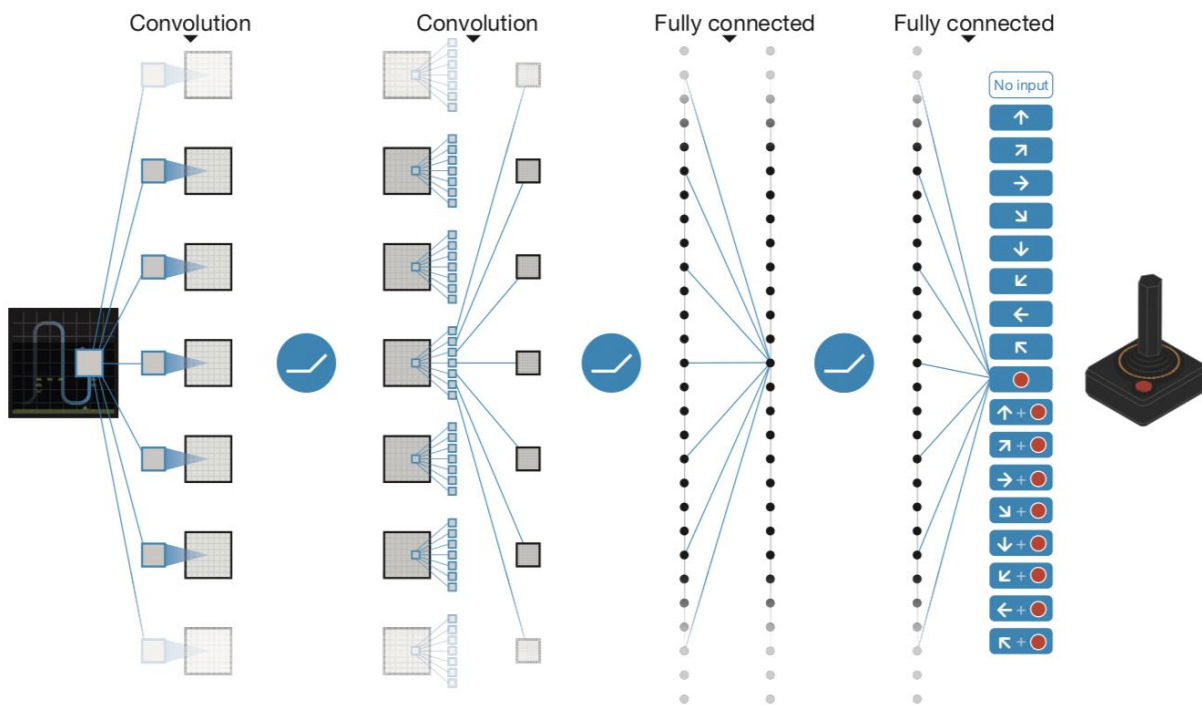 Convolution
Convolution
Fully connected
Fully connected
No input
+
+
+
+
+
+
+
+